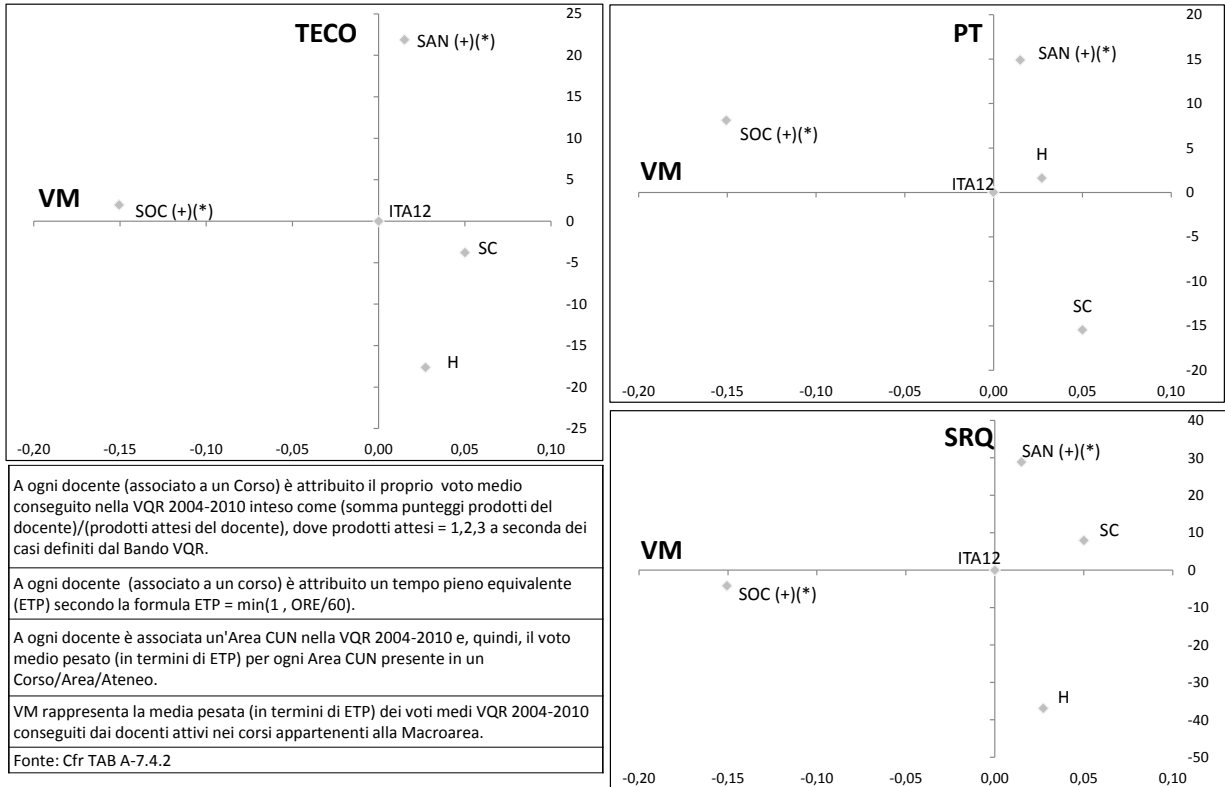 TECO
25
20
15
10
5
0
-5
-10
-15
-20
-25
SAN (+)(*)
VM
SOC (+)(*)
ITA12
SC
H
-0,20 -0,15 -0,10 -0,05 0,00 0,05 0,10
PT
20
15
10
5
0
-5
-10
-15
-20
SAN (+)(*)
SOC (+)(*)
H
VM
ITA12
SC
-0,20 -0,15 -0,10 -0,05 0,00 0,05 0,10
SRQ
40
30
20
10
0
-10
-20
-30
-40
-50
SAN (+)(*)
SC
VM
ITA12
SOC (+)(*)
H
-0,20 -0,15 -0,10 -0,05 0,00 0,05 0,10
A ogni docente (associato a un Corso) è attribuito il proprio voto medio
conseguito nella VQR 2004-2010 inteso come (somma punteggi prodotti del
docente)/(prodotti attesi del docente), dove prodotti attesi = 1,2,3 a seconda dei
casi definiti dal Bando VQR.
A ogni docente (associato a un corso) è attribuito un tempo pieno equivalente
(ETP) secondo la formula ETP = min(1 , ORE/60).
A ogni docente è associata un'Area CUN nella VQR 2004-2010 e, quindi, il voto
medio pesato (in termini di ETP) per ogni Area CUN presente in un
Corso/Area/Ateneo.
VM rappresenta la media pesata (in termini di ETP) dei voti medi VQR 2004-2010
conseguiti dai docenti attivi nei corsi appartenenti alla Macroarea.
Fonte: Cfr TAB A-7.4.2